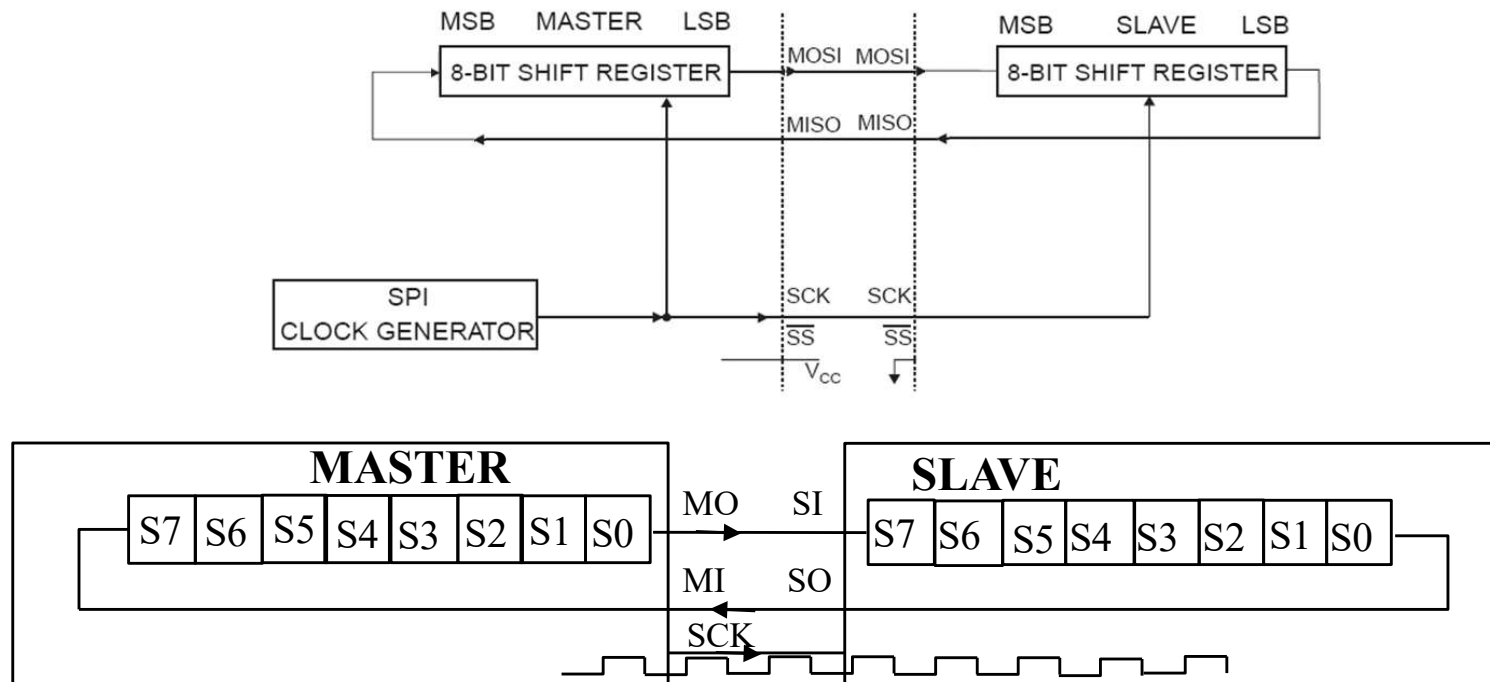 MSB MASTER LSB
MSB SLAVE LSB
8-BIT SHIFT REGISTER
MOSI MOSI
8-BIT SHIFT REGISTER
MISO MISO
SPI
CLOCK GENERATOR
SCK SCK
SS SS
VCC
MASTER
SLAVE
S7 S6 S5 S4 S3 S2 S1 S0
MO SI
S7 S6 S5 S4 S3 S2 S1 S0
MI SO
SCK